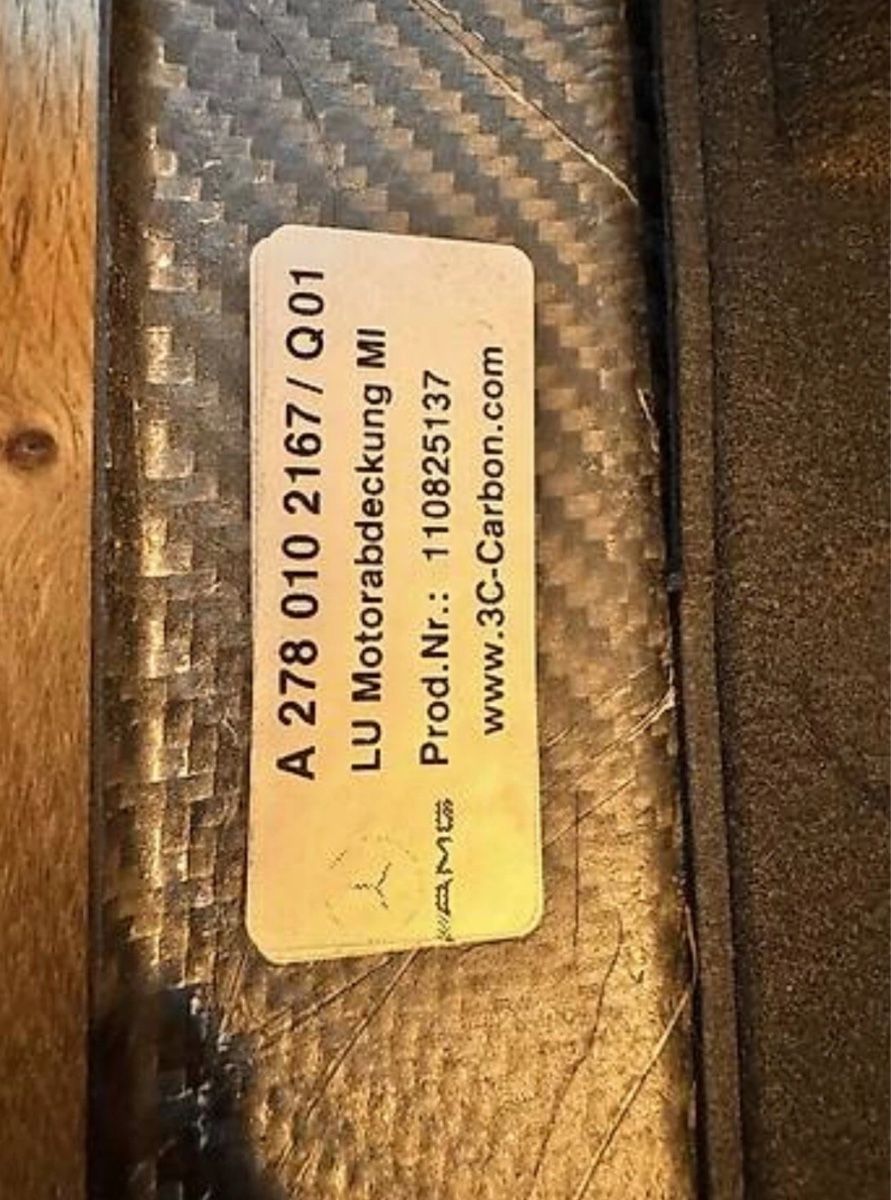 A 278 010 2167 / Q01
LU Motorabdeckung MI
Prod.Nr.: 110825137
www.3C-Carbon.com
AMG